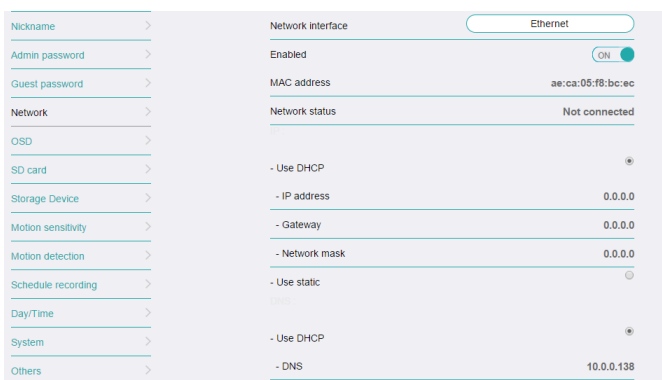 Nickname
Admin password
Guest password
Network
OSD
SD card
Storage Device
Motion sensitivity
Motion detection
Schedule recording
Day/Time
System
Others
Network interface Ethernet
Enabled ON
MAC address ae:ca:05:f8:bc:ec
Network status Not connected
- Use DHCP
- IP address 0.0.0.0
- Gateway 0.0.0.0
- Network mask 0.0.0.0
- Use static
- Use DHCP
- DNS 10.0.0.138